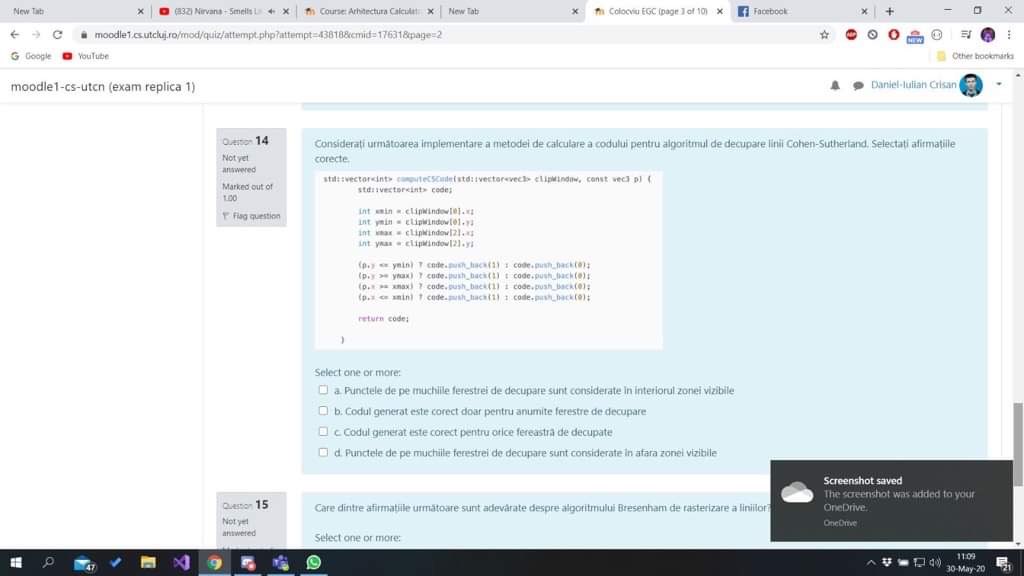 New Tab
(832) Nirvana - Smells Li
Course: Arhitectura Calculat
New Tab
Colocviu EGC (page 3 of 10)
Facebook
moodle1.cs.utcluj.ro/mod/quiz/attempt.php?attempt=43818&cmid=17631&page=2
ABP
NEW
Google
YouTube
Other bookmarks
moodle1-cs-utcn (exam replica 1)
Daniel-Iulian Crisan
Question 14
Not yet
answered
Marked out of
1.00
Flag question
Considerați următoarea implementare a metodei de calculare a codului pentru algoritmul de decupare linii Cohen-Sutherland. Selectați afirmațiile
corecte.
std::vector<int> computeCSCode(std::vector<vec3> clipWindow, const vec3 p) {
std::vector<int> code;
int xmin = clipWindow[0].x;
int ymin = clipWindow[0].y;
int xmax = clipWindow[2].x;
int ymax = clipWindow[2].y;
(p.y <= ymin) ? code.push_back(1) : code.push_back(0);
(p.y >= ymax) ? code.push_back(1) : code.push_back(0);
(p.x >= xmax) ? code.push_back(1) : code.push_back(0);
(p.x <= xmin) ? code.push_back(1) : code.push_back(0);
return code;
}
Select one or more:
a. Punctele de pe muchiile ferestrei de decupare sunt considerate în interiorul zonei vizibile
b. Codul generat este corect doar pentru anumite ferestre de decupare
c. Codul generat este corect pentru orice fereastră de decupate
d. Punctele de pe muchiile ferestrei de decupare sunt considerate în afara zonei vizibile
Question 15
Not yet
answered
Care dintre afirmațiile următoare sunt adevărate despre algoritmului Bresenham de rasterizare a liniilor?
Select one or more:
Screenshot saved
The screenshot was added to your
OneDrive.
OneDrive
47
11:09
30-May-20
21